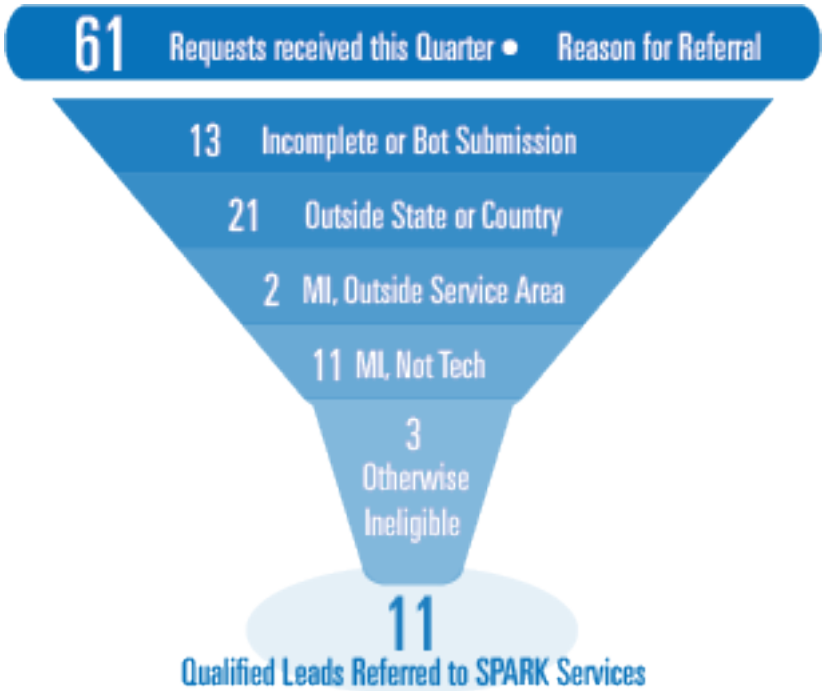 61 Requests received this Quarter • Reason for Referral
13 Incomplete or Bot Submission
21 Outside State or Country
2 MI, Outside Service Area
11 MI, Not Tech
3
Otherwise
Ineligible
11
Qualified Leads Referred to SPARK Services